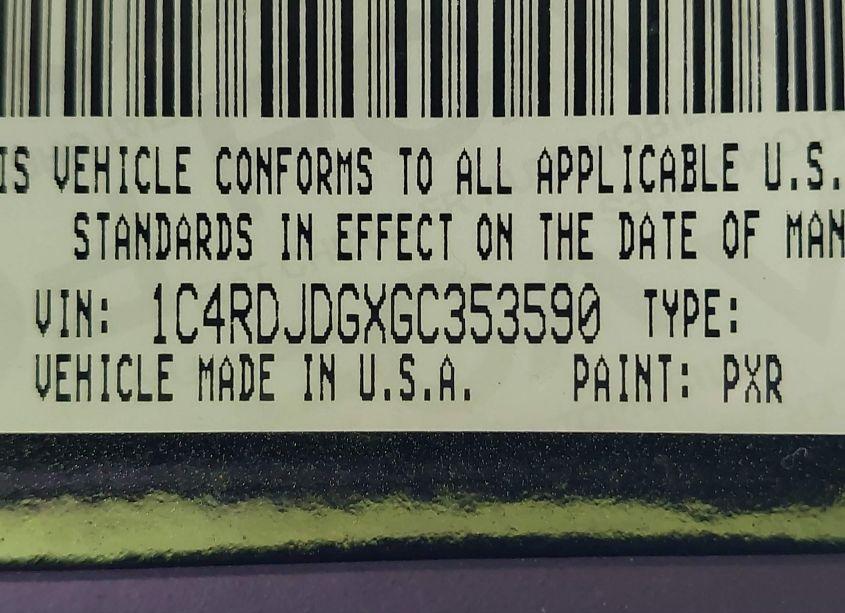 IS VEHICLE CONFORMS TO ALL APPLICABLE U.S.
STANDARDS IN EFFECT ON THE DATE OF MAN
VIN: 1C4RDJDGXGC353590 TYPE:
VEHICLE MADE IN U.S.A. PAINT: PXR